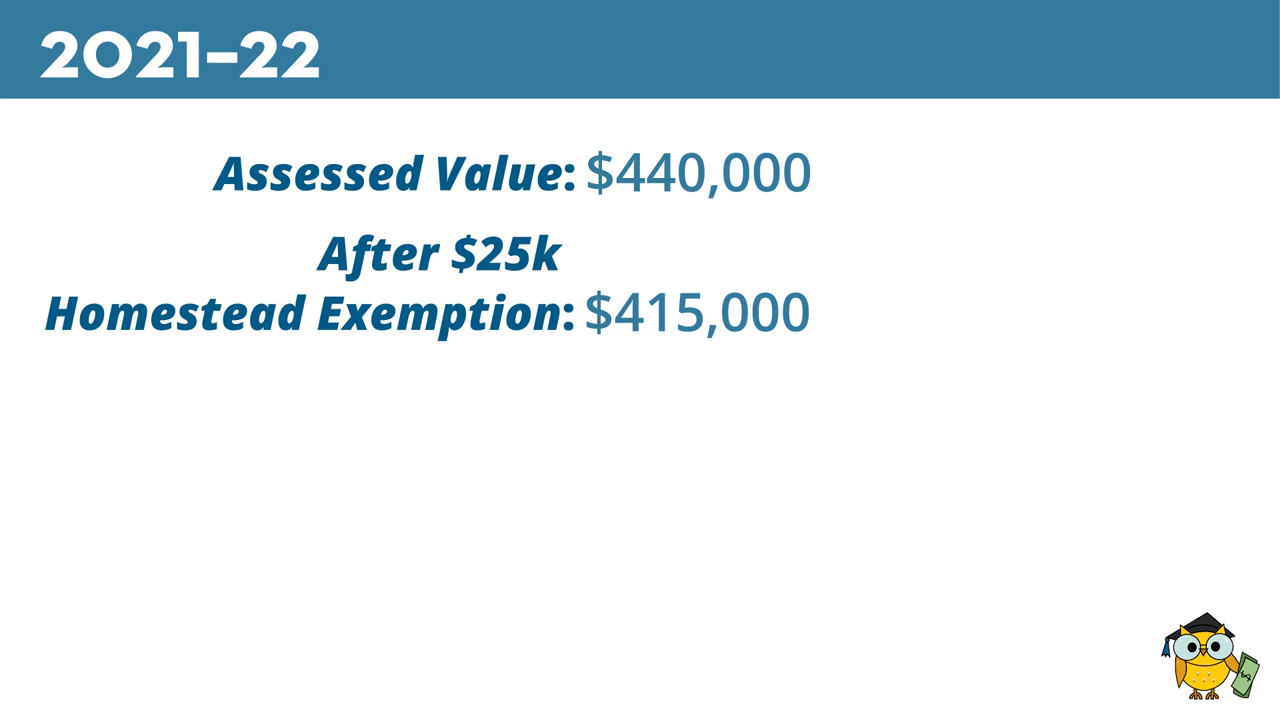 2021-22
Assessed Value: $440,000
After $25k
Homestead Exemption: $415,000
$